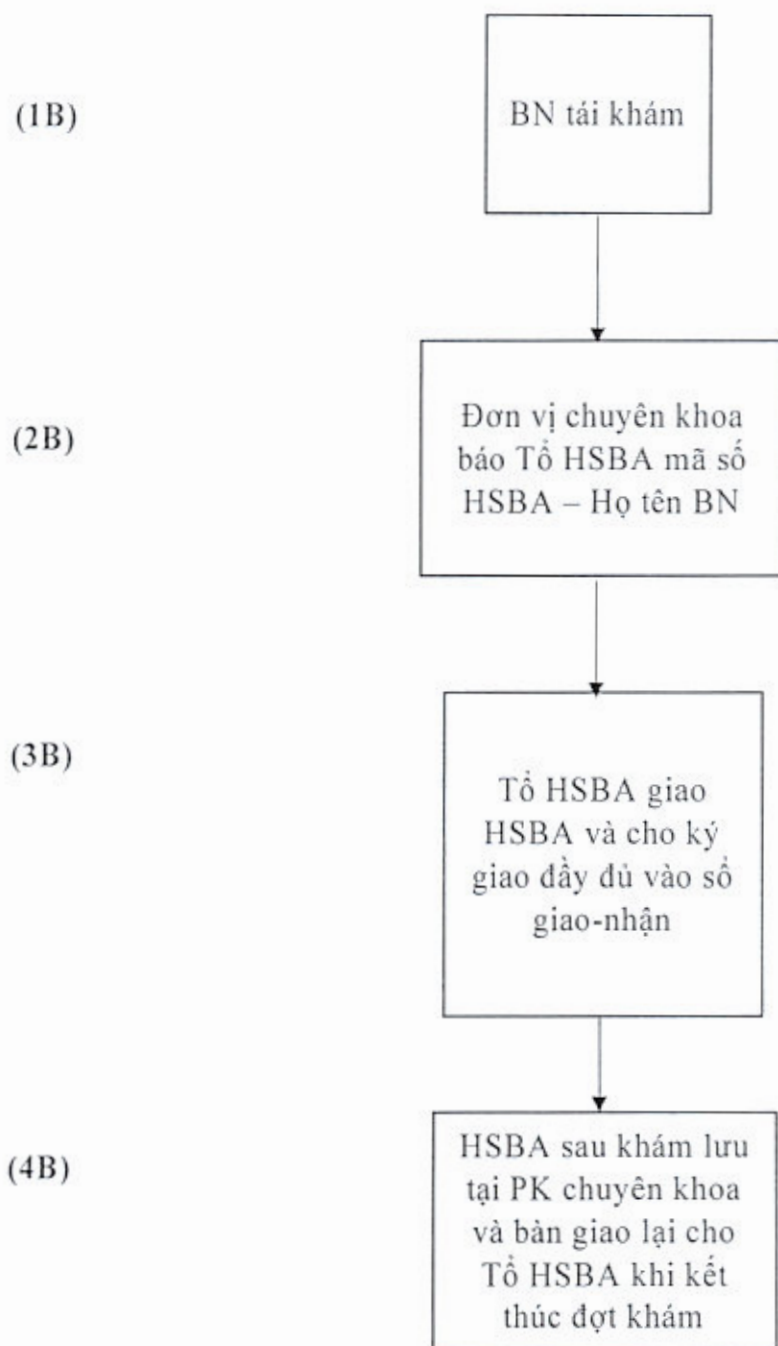 (1B)
BN tái khám
(2B)
Đơn vị chuyên khoa
báo Tổ HSBA mã số
HSBA – Họ tên BN
(3B)
Tổ HSBA giao
HSBA và cho ký
giao đầy đủ vào sổ
giao-nhận
(4B)
HSBA sau khám lưu
tại PK chuyên khoa
và bàn giao lại cho
Tổ HSBA khi kết
thúc đợt khám